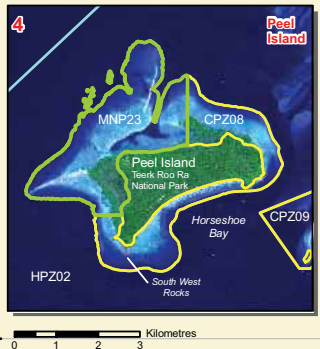 4
Peel
Island
MNP23
CPZ08
Peel Island
Teerk Roo Ra
National Park
Horseshoe
Bay
CPZ09
HPZ02
South West
Rocks
Kilometres
0 1 2 3